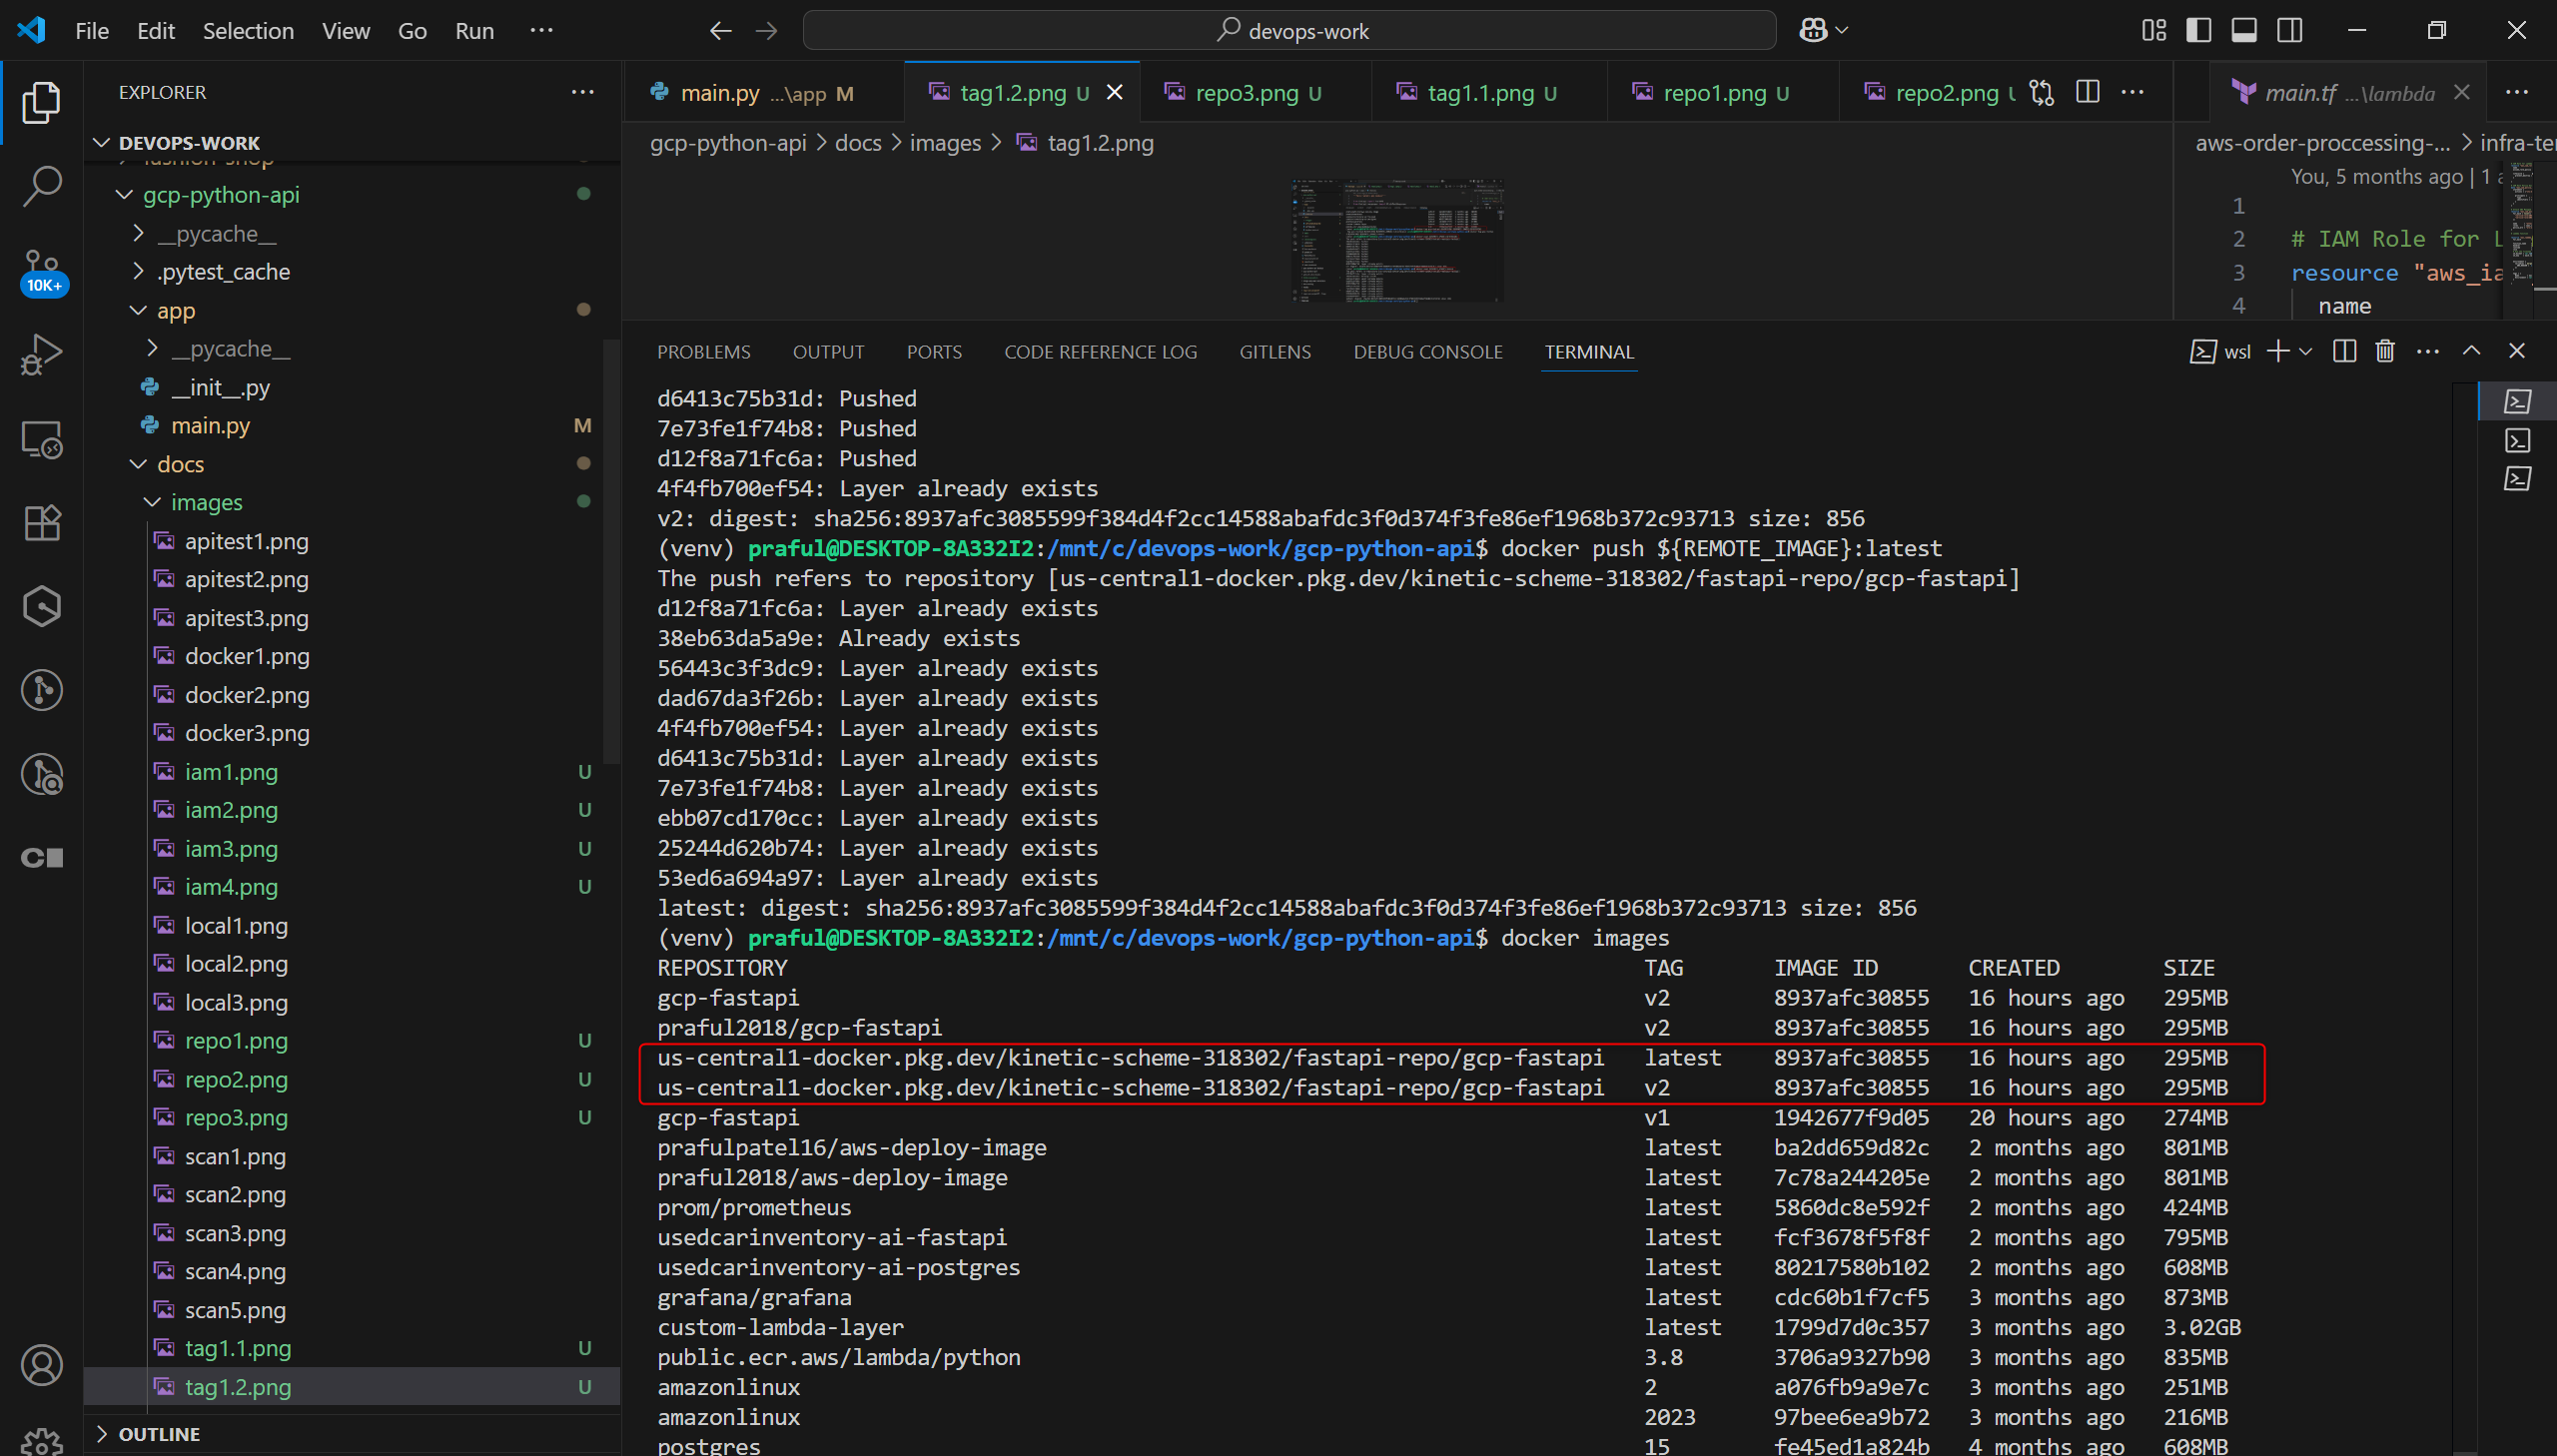 File Edit Selection View Go Run ···
devops-work
EXPLORER
DEVOPS-WORK
fashion-shop
gcp-python-api
__pycache__
.pytest_cache
app
__pycache__
__init__.py
main.py M
docs
images
apitest1.png
apitest2.png
apitest3.png
docker1.png
docker2.png
docker3.png
iam1.png U
iam2.png U
iam3.png U
iam4.png U
local1.png
local2.png
local3.png
repo1.png U
repo2.png U
repo3.png U
scan1.png
scan2.png
scan3.png
scan4.png
scan5.png
tag1.1.png U
tag1.2.png U
OUTLINE
10K+
main.py ...\app M
tag1.2.png U
repo3.png U
tag1.1.png U
repo1.png U
repo2.png U
main.tf ...\lambda
gcp-python-api > docs > images > tag1.2.png
aws-order-proccessing-... > infra-te
You, 5 months ago | 1 a
1
2 # IAM Role for L
3 resource "aws_ia
4 name
PROBLEMS OUTPUT PORTS CODE REFERENCE LOG GITLENS DEBUG CONSOLE TERMINAL
wsl
d6413c75b31d: Pushed
7e73fe1f74b8: Pushed
d12f8a71fc6a: Pushed
4f4fb700ef54: Layer already exists
v2: digest: sha256:8937afc3085599f384d4f2cc14588abafdc3f0d374f3fe86ef1968b372c93713 size: 856
(venv) praful@DESKTOP-8A332I2:/mnt/c/devops-work/gcp-python-api$ docker push ${REMOTE_IMAGE}:latest
The push refers to repository [us-central1-docker.pkg.dev/kinetic-scheme-318302/fastapi-repo/gcp-fastapi]
d12f8a71fc6a: Layer already exists
38eb63da5a9e: Already exists
56443c3f3dc9: Layer already exists
dad67da3f26b: Layer already exists
4f4fb700ef54: Layer already exists
d6413c75b31d: Layer already exists
7e73fe1f74b8: Layer already exists
ebb07cd170cc: Layer already exists
25244d620b74: Layer already exists
53ed6a694a97: Layer already exists
latest: digest: sha256:8937afc3085599f384d4f2cc14588abafdc3f0d374f3fe86ef1968b372c93713 size: 856
(venv) praful@DESKTOP-8A332I2:/mnt/c/devops-work/gcp-python-api$ docker images
REPOSITORY TAG IMAGE ID CREATED SIZE
gcp-fastapi v2 8937afc30855 16 hours ago 295MB
praful2018/gcp-fastapi v2 8937afc30855 16 hours ago 295MB
us-central1-docker.pkg.dev/kinetic-scheme-318302/fastapi-repo/gcp-fastapi latest 8937afc30855 16 hours ago 295MB
us-central1-docker.pkg.dev/kinetic-scheme-318302/fastapi-repo/gcp-fastapi v2 8937afc30855 16 hours ago 295MB
gcp-fastapi v1 1942677f9d05 20 hours ago 274MB
prafulpatel16/aws-deploy-image latest ba2dd659d82c 2 months ago 801MB
praful2018/aws-deploy-image latest 7c78a244205e 2 months ago 801MB
prom/prometheus latest 5860dc8e592f 2 months ago 424MB
usedcarinventory-ai-fastapi latest fcf3678f5f8f 2 months ago 795MB
usedcarinventory-ai-postgres latest 80217580b102 2 months ago 608MB
grafana/grafana latest cdc60b1f7cf5 3 months ago 873MB
custom-lambda-layer latest 1799d7d0c357 3 months ago 3.02GB
public.ecr.aws/lambda/python 3.8 3706a9327b90 3 months ago 835MB
amazonlinux 2 a076fb9a9e7c 3 months ago 251MB
amazonlinux 2023 97bee6ea9b72 3 months ago 216MB
postgres 15 fe45ed1a824b 4 months ago 608MB